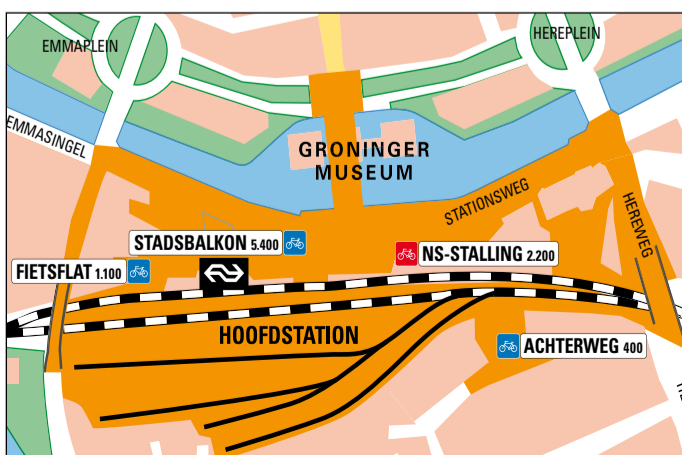 EMMAPLEIN
HEREPLEIN
EMMASINGEL
GRONINGER
MUSEUM
STATIONSWEG
HEREWEG
STADSBALKON 5.400
NS-STALLING 2.200
FIETSFLAT 1.100
HOOFDSTATION
ACHTERWEG 400